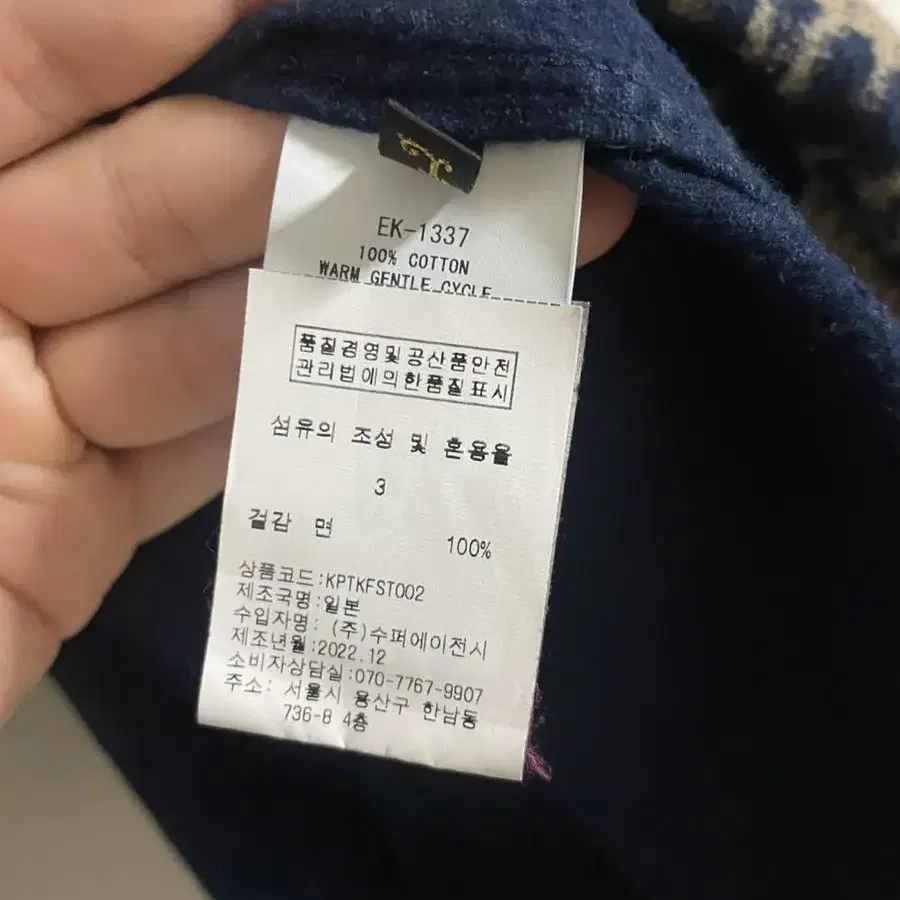 EK-1337
100% COTTON
WARM GENTLE CYCLE
품질경영및공산품안전
관리법에의한품질표시
섬유의 조성 및 혼용율
3
겉감 면 100%
상품코드:KPTKFST002
제조국명:일본
수입자명: (주)수퍼에이전시
제조년월:2022.12
소비자상담실:070-7767-9907
주소: 서울시 용산구 한남동
736-8 4층